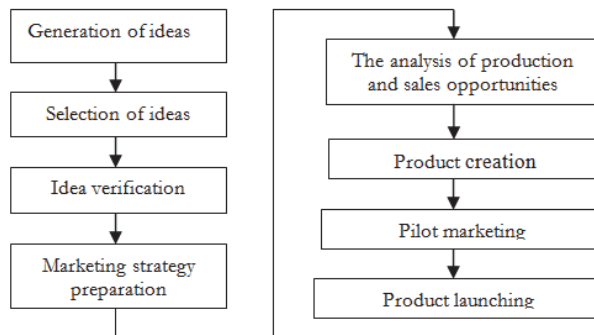 Generation of ideas
Selection of ideas
Idea verification
Marketing strategy
preparation
The analysis of production
and sales opportunities
Product creation
Pilot marketing
Product launching